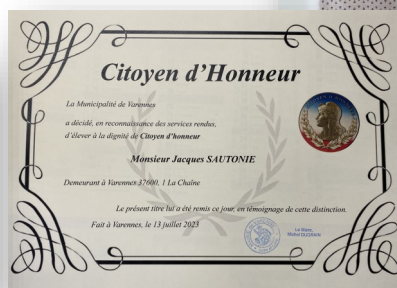 Citoyen d'Honneur
La Municipalité de Varennes
a décidé, en reconnaissance des services rendus,
d'élever à la dignité de Citoyen d'honneur
Monsieur Jacques SAUTONIE
Demeurant à Varennes 37600, 1 La Chaîne
Le présent titre lui a été remis ce jour, en témoignage de cette distinction.
Fait à Varennes, le 13 juillet 2023
Le Maire,
Michel